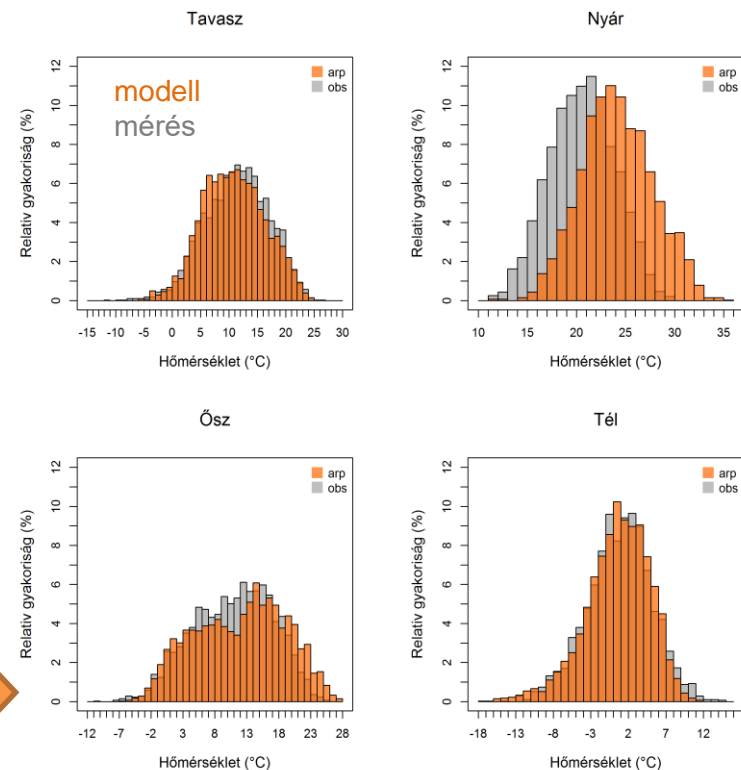 Tavasz
modell
mérés
arp
obs
Relatív gyakoriság (%)
0 2 4 6 8 10 12
-15 -10 -5 0 5 10 15 20 25 30
Hőmérséklet (°C)
Nyár
arp
obs
Relatív gyakoriság (%)
0 2 4 6 8 10 12
10 15 20 25 30 35
Hőmérséklet (°C)
Ősz
arp
obs
Relatív gyakoriság (%)
0 2 4 6 8 10 12
-12 -7 -2 3 8 13 18 23 28
Hőmérséklet (°C)
Tél
arp
obs
Relatív gyakoriság (%)
0 2 4 6 8 10 12
-18 -13 -8 -3 2 7 12
Hőmérséklet (°C)